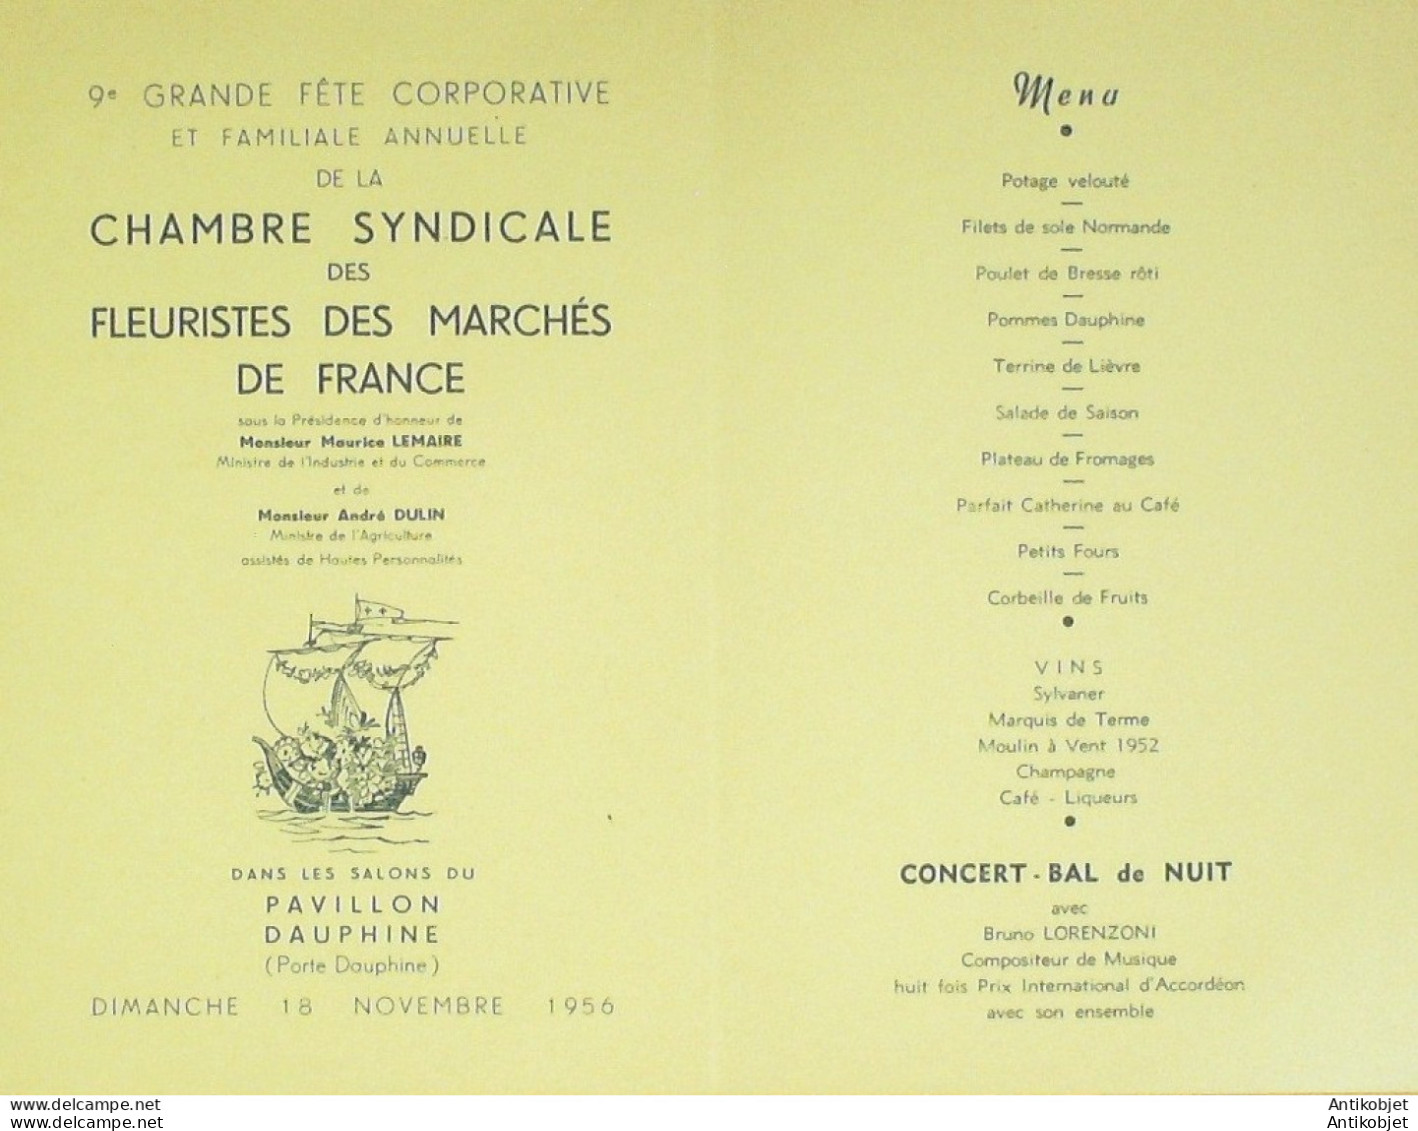 9e GRANDE FÊTE CORPORATIVE
ET FAMILIALE ANNUELLE
DE LA
CHAMBRE SYNDICALE
DES
FLEURISTES DES MARCHÉS
DE FRANCE
sous la Présidence d'honneur de
Monsieur Maurice LEMAIRE
Ministre de l'Industrie et du Commerce
et de
Monsieur André DULIN
Ministre de l'Agriculture
assistés de Hautes Personnalités
DANS LES SALONS DU
PAVILLON
DAUPHINE
(Porte Dauphine)
DIMANCHE 18 NOVEMBRE 1956
Menu
Potage velouté
Filets de sole Normande
Poulet de Bresse rôti
Pommes Dauphine
Terrine de Lièvre
Salade de Saison
Plateau de Fromages
Parfait Catherine au Café
Petits Fours
Corbeille de Fruits
VINS
Sylvaner
Marquis de Terme
Moulin à Vent 1952
Champagne
Café - Liqueurs
CONCERT - BAL de NUIT
avec
Bruno LORENZONI
Compositeur de Musique
huit fois Prix International d'Accordéon
avec son ensemble
www.delcampe.net
www.delcampe.net
Antikobjet
Antikobjet